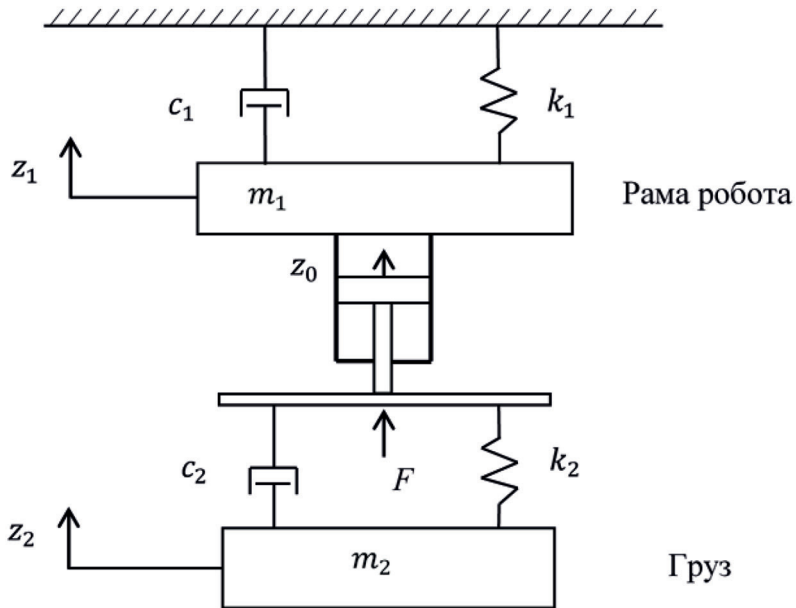 c₁
k₁
z₁
m₁
Рама робота
z₀
c₂
F
k₂
z₂
m₂
Груз